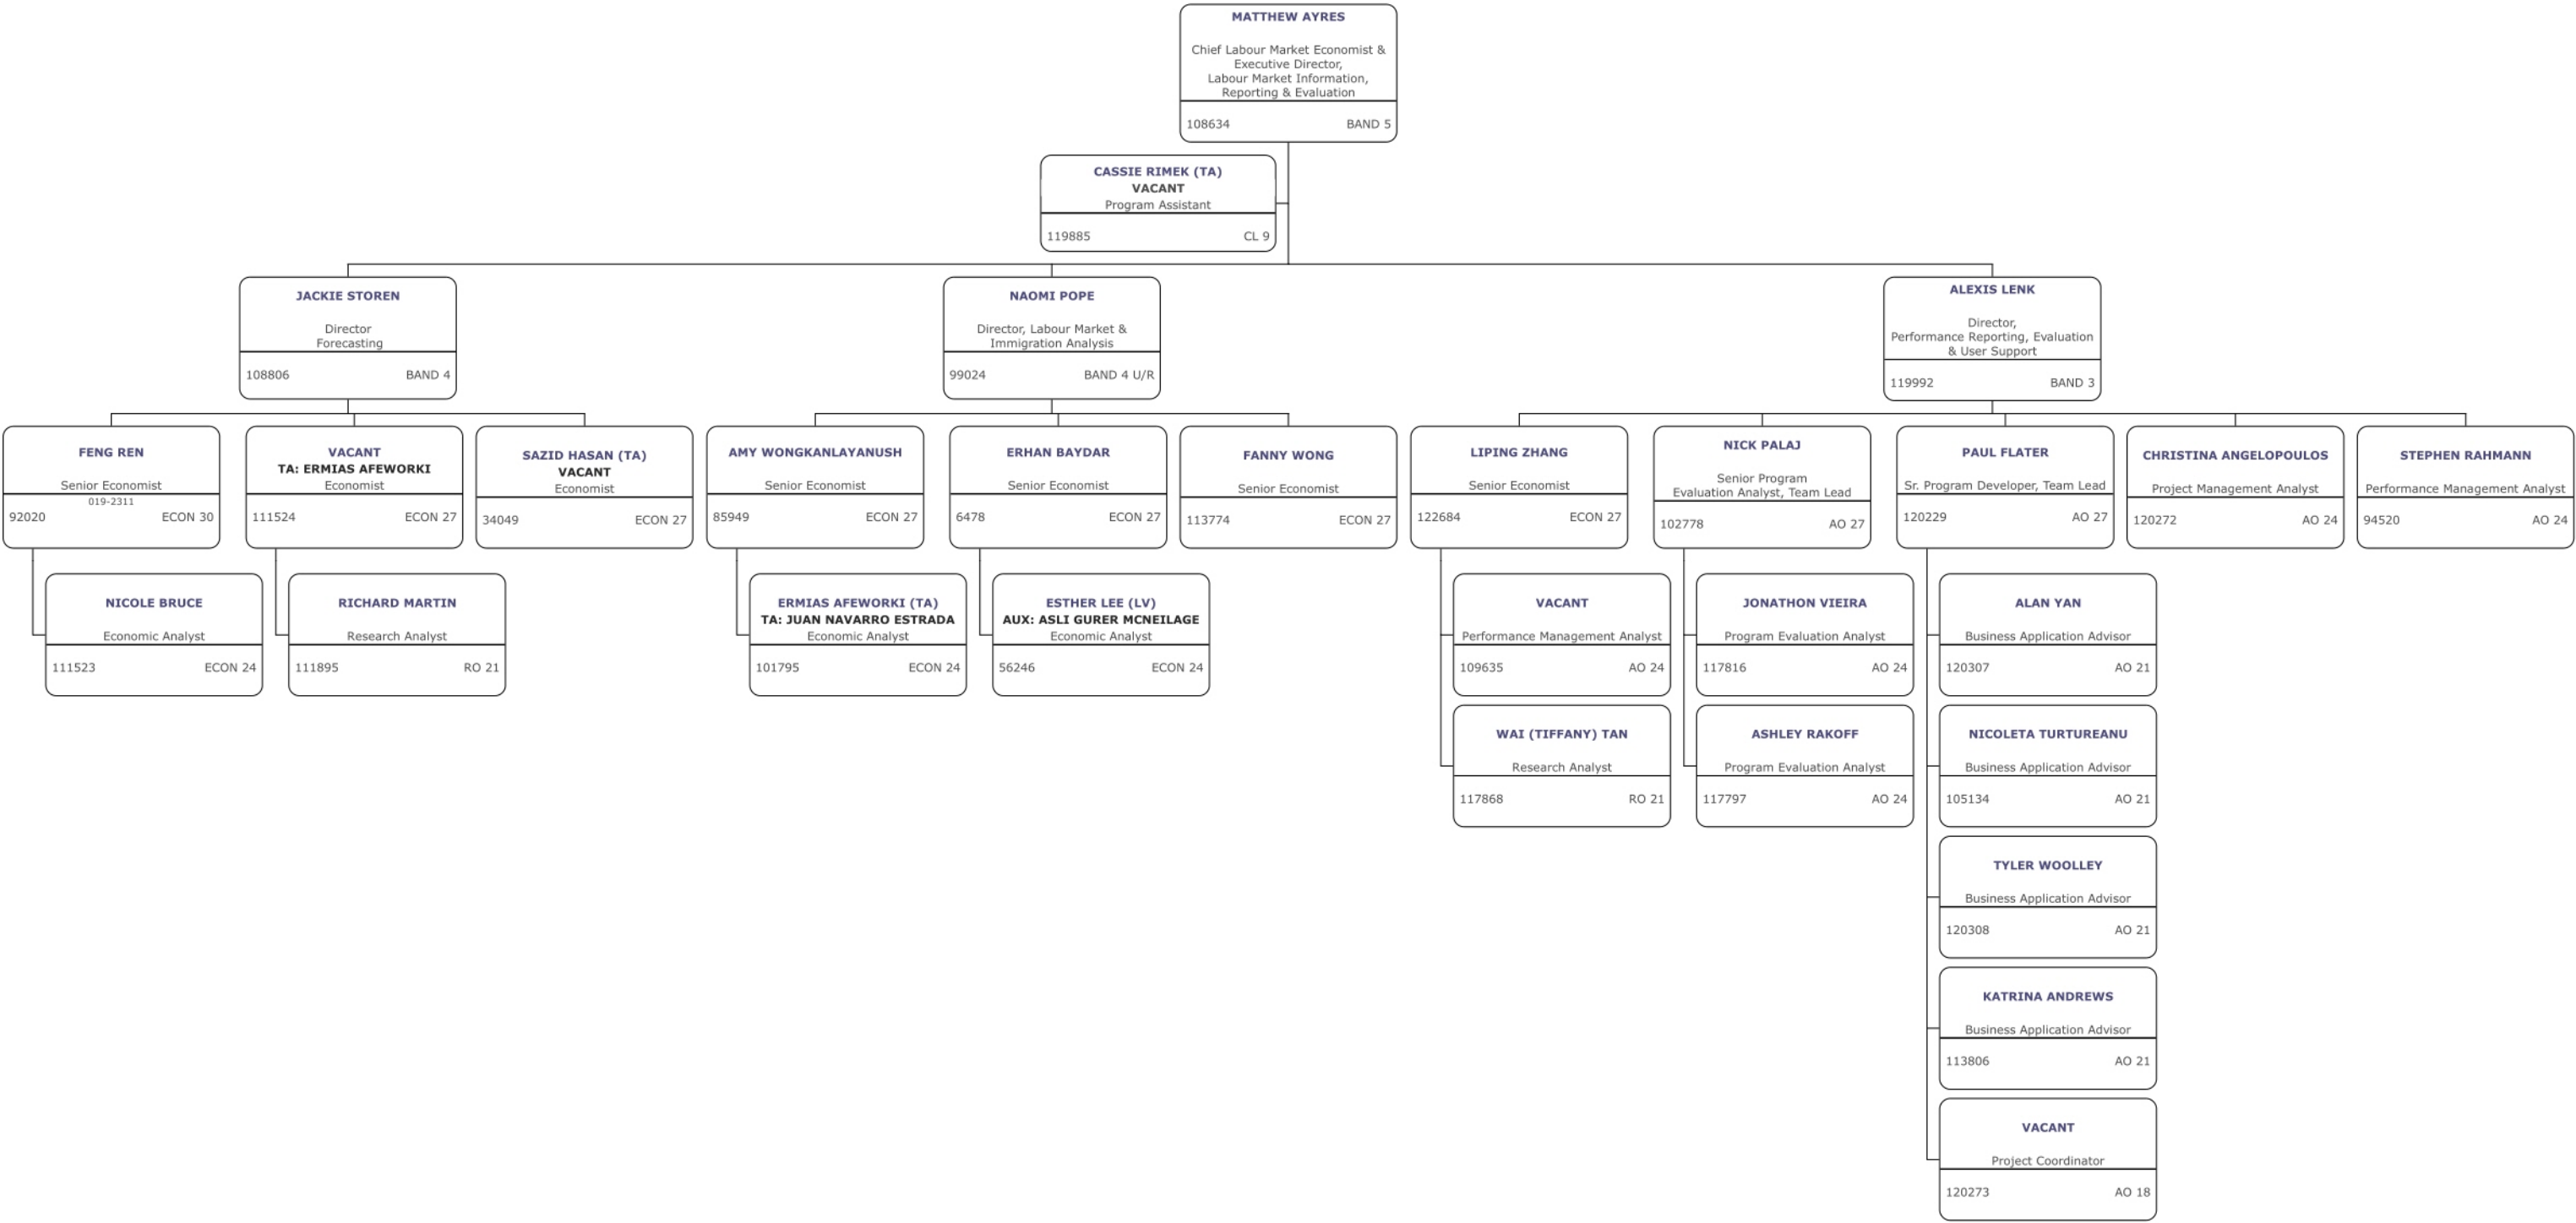 MATTHEW AYRES
Chief Labour Market Economist &
Executive Director,
Labour Market Information,
Reporting & Evaluation
108634 BAND 5
CASSIE RIMEK (TA)
VACANT
Program Assistant
119885 CL 9
JACKIE STOREN
Director
Forecasting
108806 BAND 4
NAOMI POPE
Director, Labour Market &
Immigration Analysis
99024 BAND 4 U/R
ALEXIS LENK
Director,
Performance Reporting, Evaluation
& User Support
119992 BAND 3
FENG REN
Senior Economist
019-2311
92020 ECON 30
VACANT
TA: ERMIAS AFEWORKI
Economist
111524 ECON 27
SAZID HASAN (TA)
VACANT
Economist
34049 ECON 27
AMY WONGKANLAYANUSH
Senior Economist
85949 ECON 27
ERHAN BAYDAR
Senior Economist
6478 ECON 27
FANNY WONG
Senior Economist
113774 ECON 27
LIPING ZHANG
Senior Economist
122684 ECON 27
NICK PALAJ
Senior Program
Evaluation Analyst, Team Lead
102778 AO 27
PAUL FLATER
Sr. Program Developer, Team Lead
120229 AO 27
CHRISTINA ANGELOPOULOS
Project Management Analyst
120272 AO 24
STEPHEN RAHMANN
Performance Management Analyst
94520 AO 24
NICOLE BRUCE
Economic Analyst
111523 ECON 24
RICHARD MARTIN
Research Analyst
111895 RO 21
ERMIAS AFEWORKI (TA)
TA: JUAN NAVARRO ESTRADA
Economic Analyst
101795 ECON 24
ESTHER LEE (LV)
AUX: ASLI GURER MCNEILAGE
Economic Analyst
56246 ECON 24
VACANT
Performance Management Analyst
109635 AO 24
JONATHON VIEIRA
Program Evaluation Analyst
117816 AO 24
ALAN YAN
Business Application Advisor
120307 AO 21
WAI (TIFFANY) TAN
Research Analyst
117868 RO 21
ASHLEY RAKOFF
Program Evaluation Analyst
117797 AO 24
NICOLETA TURTUREANU
Business Application Advisor
105134 AO 21
TYLER WOOLLEY
Business Application Advisor
120308 AO 21
KATRINA ANDREWS
Business Application Advisor
113806 AO 21
VACANT
Project Coordinator
120273 AO 18